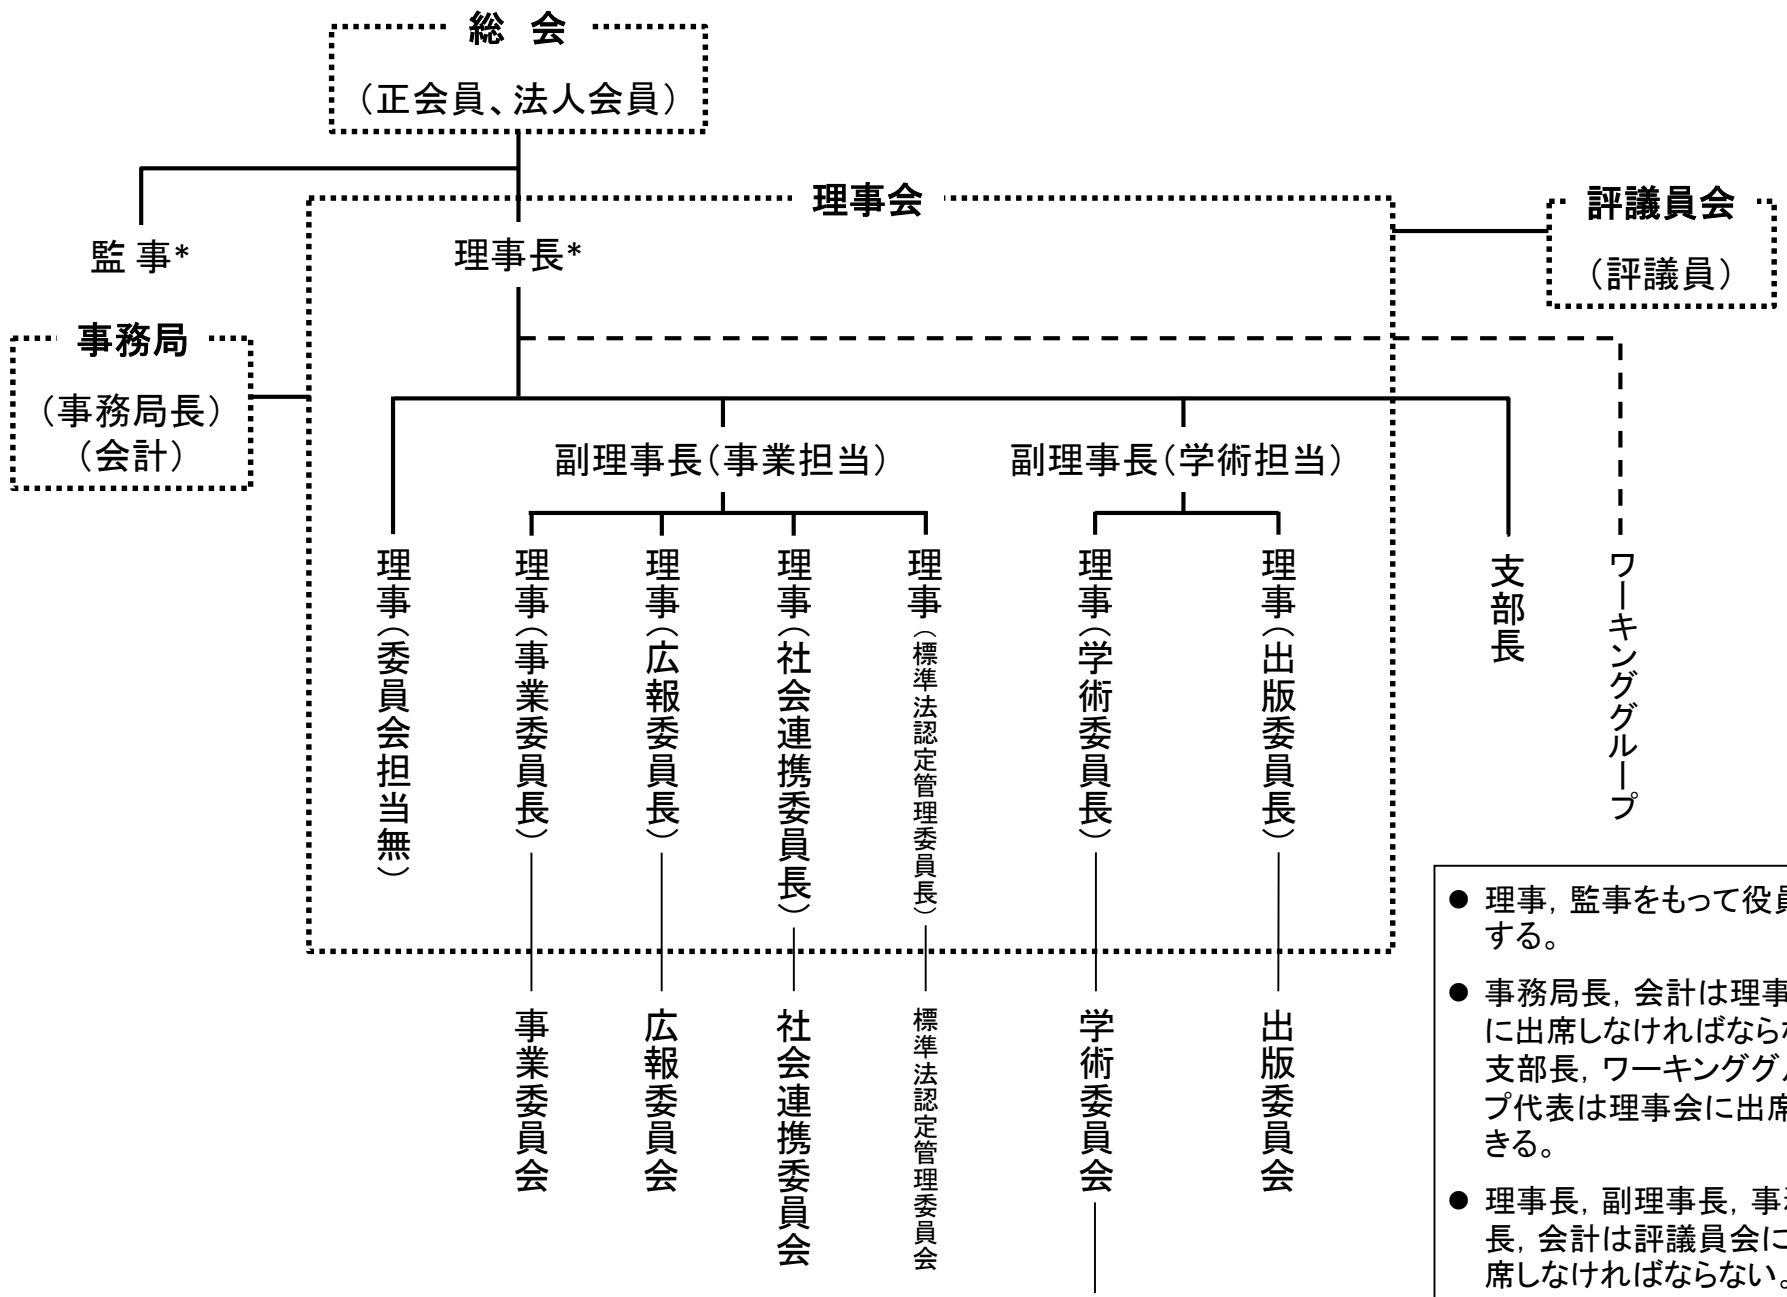 総 会
（正会員、法人会員）
理事会
評議員会
（評議員）
監 事*
理事長*
事務局
（事務局長）
（会計）
副理事長（事業担当）
副理事長（学術担当）
理事（委員会担当無）
理事（事業委員長）
理事（広報委員長）
理事（社会連携委員長）
理事（標準法認定管理委員長）
理事（学術委員長）
理事（出版委員長）
支部長
ワーキンググループ
事業委員会
広報委員会
社会連携委員会
標準法認定管理委員会
学術委員会
出版委員会
● 理事，監事をもって役員
する。
● 事務局長，会計は理事
に出席しなければならな
支部長，ワーキンググル
プ代表は理事会に出席
きる。
● 理事長，副理事長，事務
長，会計は評議員会に
席しなければならない。